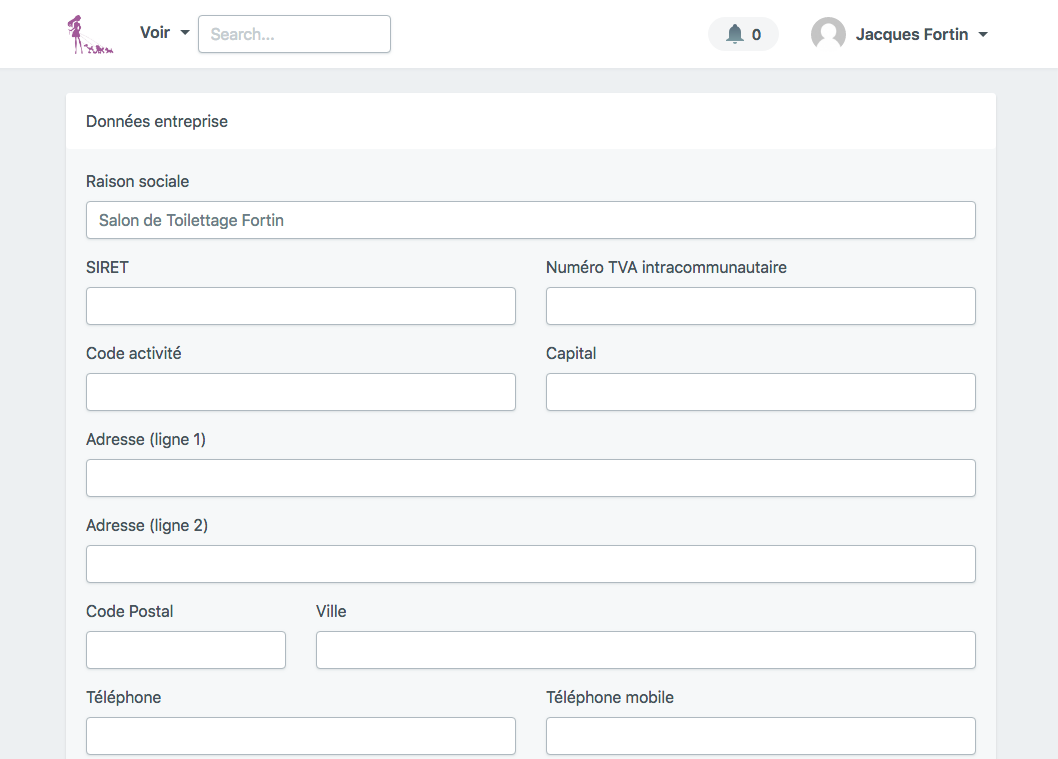 Voir Search... 0 Jacques Fortin
Données entreprise
Raison sociale
Salon de Toilettage Fortin
SIRET Numéro TVA intracommunautaire
Code activité Capital
Adresse (ligne 1)
Adresse (ligne 2)
Code Postal Ville
Téléphone Téléphone mobile